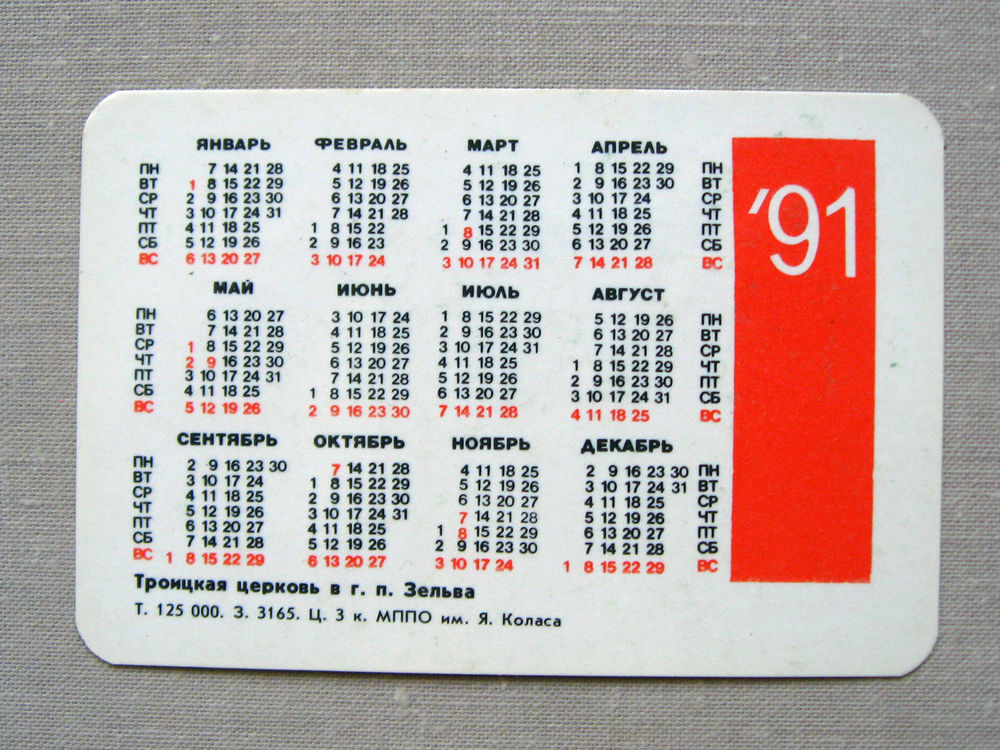 ЯНВАРЬ ФЕВРАЛЬ МАРТ АПРЕЛЬ
ПН 7 14 21 28 4 11 18 25 4 11 18 25 1 8 15 22 29 ПН
ВТ 1 8 15 22 29 5 12 19 26 5 12 19 26 2 9 16 23 30 ВТ
СР 2 9 16 23 30 6 13 20 27 6 13 20 27 3 10 17 24 СР
ЧТ 3 10 17 24 31 7 14 21 28 7 14 21 28 4 11 18 25 ЧТ
ПТ 4 11 18 25 1 8 15 22 1 8 15 22 29 5 12 19 26 ПТ
СБ 5 12 19 26 2 9 16 23 2 9 16 23 30 6 13 20 27 СБ
ВС 6 13 20 27 3 10 17 24 3 10 17 24 31 7 14 21 28 ВС
'91
МАЙ ИЮНЬ ИЮЛЬ АВГУСТ
ПН 6 13 20 27 3 10 17 24 1 8 15 22 29 5 12 19 26 ПН
ВТ 7 14 21 28 4 11 18 25 2 9 16 23 30 6 13 20 27 ВТ
СР 1 8 15 22 29 5 12 19 26 3 10 17 24 31 7 14 21 28 СР
ЧТ 2 9 16 23 30 6 13 20 27 4 11 18 25 1 8 15 22 29 ЧТ
ПТ 3 10 17 24 31 7 14 21 28 5 12 19 26 2 9 16 23 30 ПТ
СБ 4 11 18 25 1 8 15 22 29 6 13 20 27 3 10 17 24 31 СБ
ВС 5 12 19 26 2 9 16 23 30 7 14 21 28 4 11 18 25 ВС
СЕНТЯБРЬ ОКТЯБРЬ НОЯБРЬ ДЕКАБРЬ
ПН 2 9 16 23 30 7 14 21 28 4 11 18 25 2 9 16 23 30 ПН
ВТ 3 10 17 24 1 8 15 22 29 5 12 19 26 3 10 17 24 31 ВТ
СР 4 11 18 25 2 9 16 23 30 6 13 20 27 4 11 18 25 СР
ЧТ 5 12 19 26 3 10 17 24 31 7 14 21 28 5 12 19 26 ЧТ
ПТ 6 13 20 27 4 11 18 25 1 8 15 22 29 6 13 20 27 ПТ
СБ 7 14 21 28 5 12 19 26 2 9 16 23 30 7 14 21 28 СБ
ВС 1 8 15 22 29 6 13 20 27 3 10 17 24 1 8 15 22 29 ВС
Троицкая церковь в г. п. Зельва
Т. 125 000. З. 3165. Ц. 3 к. МППО им. Я. Коласа